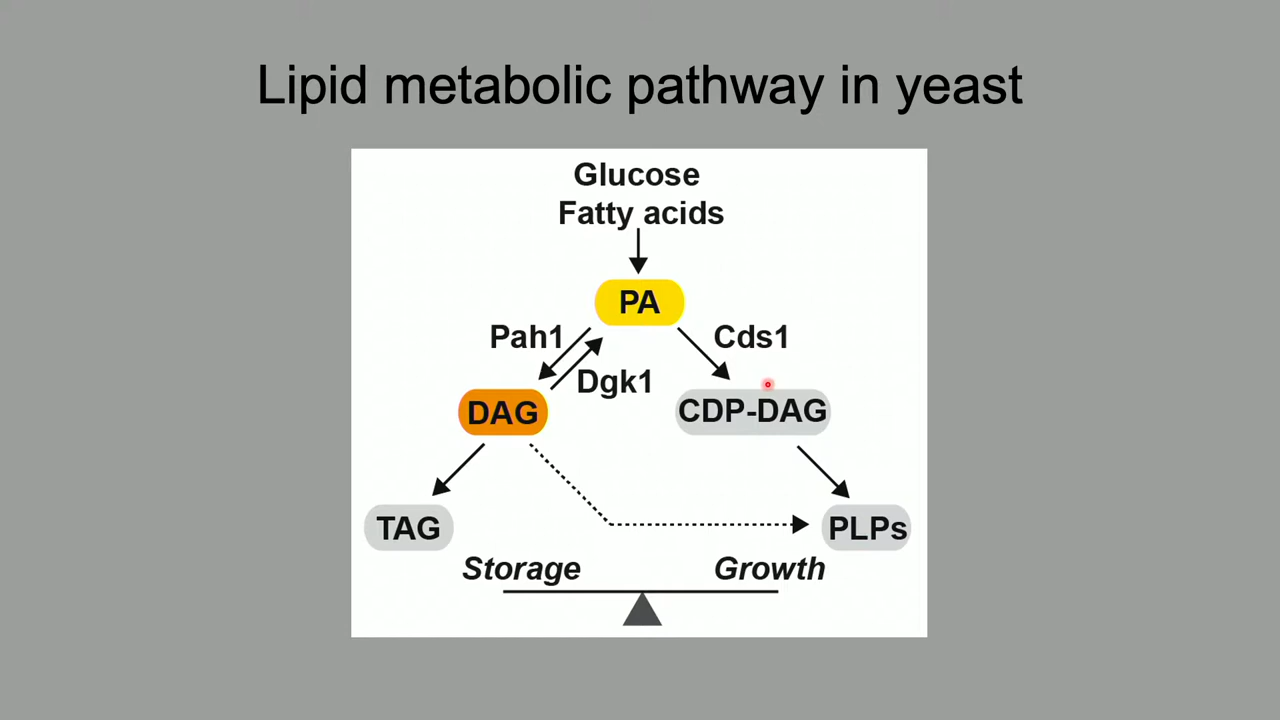 Lipid metabolic pathway in yeast
Glucose
Fatty acids
PA
Pah1
Cds1
Dgk1
DAG
CDP-DAG
TAG
PLPs
Storage
Growth